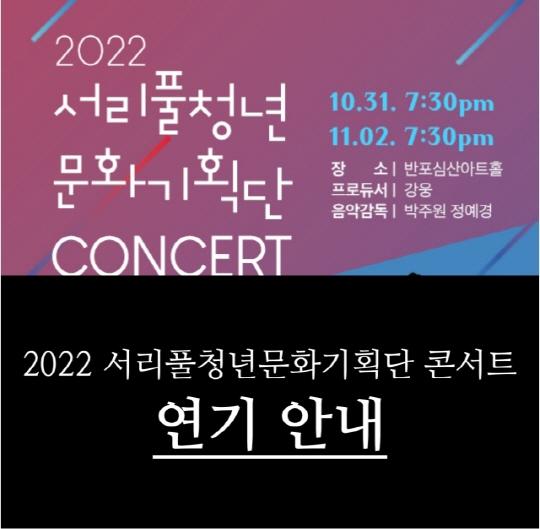 2022
서리풀청년
문화기획단
CONCERT
10.31. 7:30pm
11.02. 7:30pm
장 소 | 반포심산아트홀
프로듀서 | 강웅
음악감독 | 박주원 정예경
2022 서리풀청년문화기획단 콘서트
연기 안내